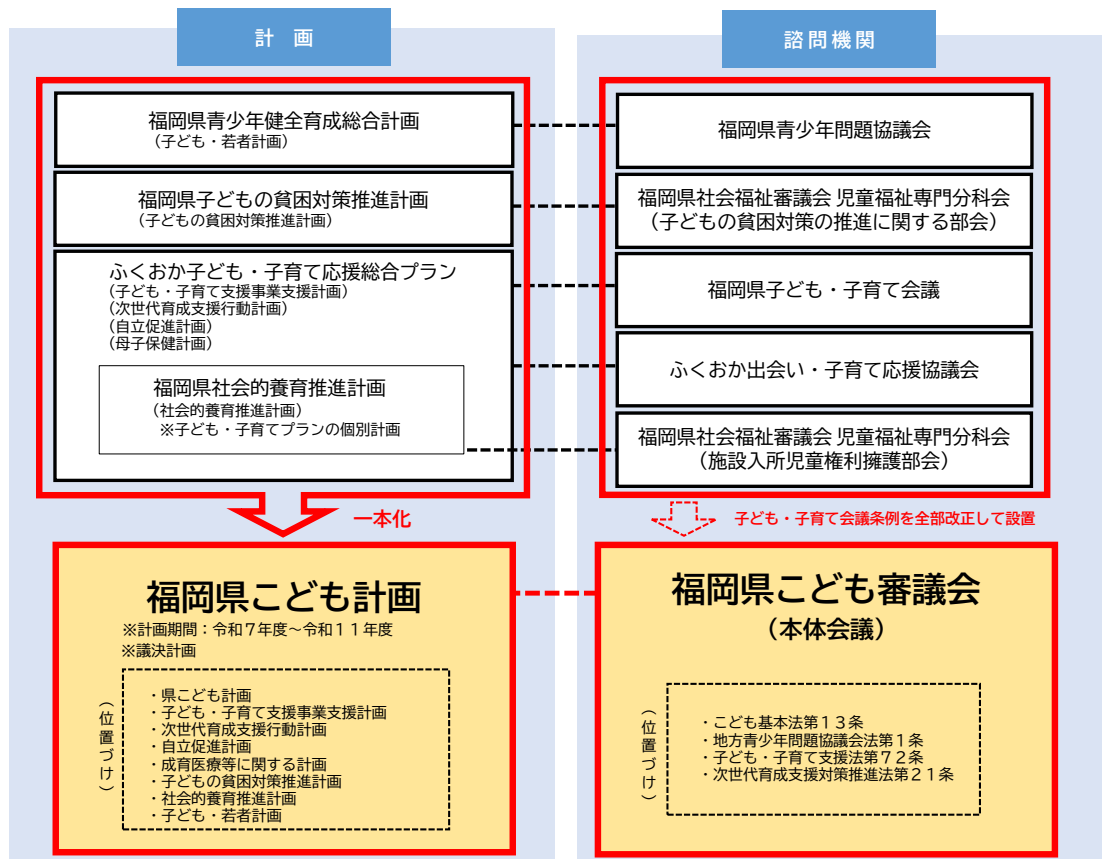 計 画
福岡県青少年健全育成総合計画
(子ども・若者計画)
福岡県子どもの貧困対策推進計画
(子どもの貧困対策推進計画)
ふくおか子ども・子育て応援総合プラン
(子ども・子育て支援事業支援計画)
(次世代育成支援行動計画)
(自立促進計画)
(母子保健計画)
福岡県社会的養育推進計画
(社会的養育推進計画)
※子ども・子育てプランの個別計画
諮問機関
福岡県青少年問題協議会
福岡県社会福祉審議会 児童福祉専門分科会
(子どもの貧困対策の推進に関する部会)
福岡県子ども・子育て会議
ふくおか出会い・子育て応援協議会
福岡県社会福祉審議会 児童福祉専門分科会
(施設入所児童権利擁護部会)
一本化
子ども・子育て会議条例を全部改正して設置
福岡県こども計画
※計画期間:令和7年度~令和11年度
※議決計画
(位置づけ)
・県こども計画
・子ども・子育て支援事業支援計画
・次世代育成支援行動計画
・自立促進計画
・成育医療等に関する計画
・子どもの貧困対策推進計画
・社会的養育推進計画
・子ども・若者計画
福岡県こども審議会
(本体会議)
(位置づけ)
・こども基本法第13条
・地方青少年問題協議会法第1条
・子ども・子育て支援法第72条
・次世代育成支援対策推進法第21条